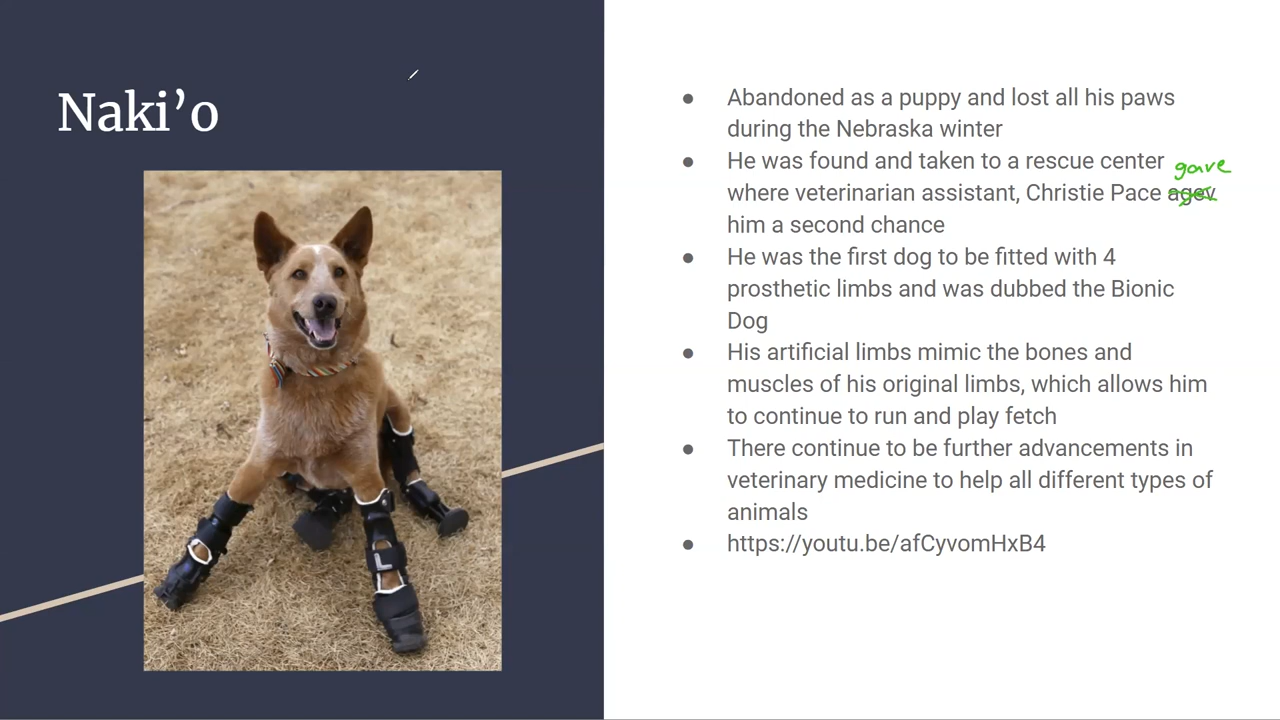 Naki’o
● Abandoned as a puppy and lost all his paws
during the Nebraska winter
● He was found and taken to a rescue center
gave
where veterinarian assistant, Christie Pace agev
him a second chance
● He was the first dog to be fitted with 4
prosthetic limbs and was dubbed the Bionic
Dog
● His artificial limbs mimic the bones and
muscles of his original limbs, which allows him
to continue to run and play fetch
● There continue to be further advancements in
veterinary medicine to help all different types of
animals
● https://youtu.be/afCyvomHxB4
L